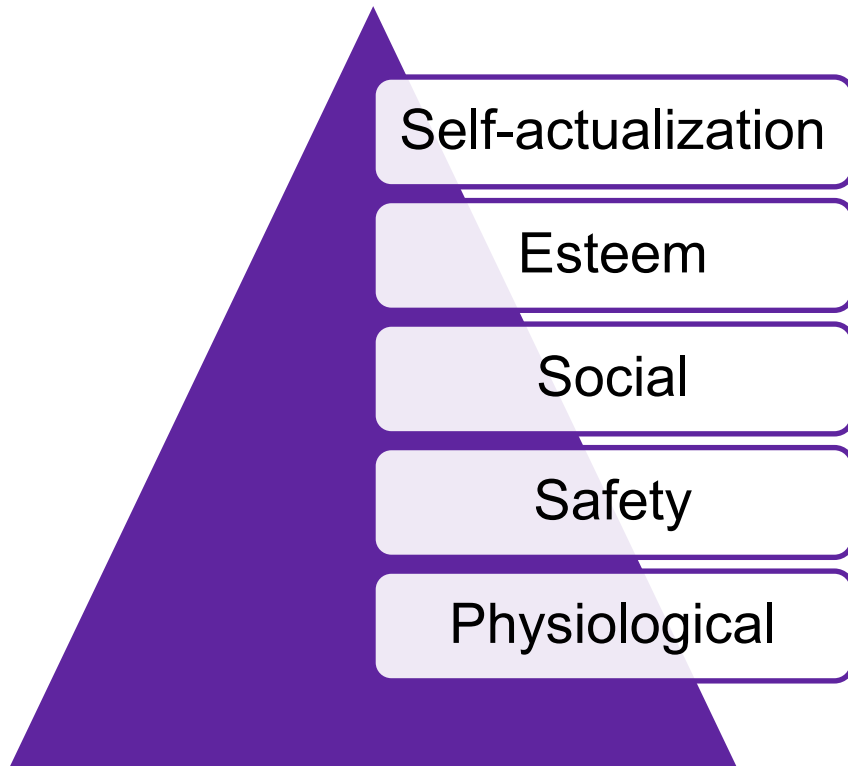 Self-actualization
Esteem
Social
Safety
Physiological